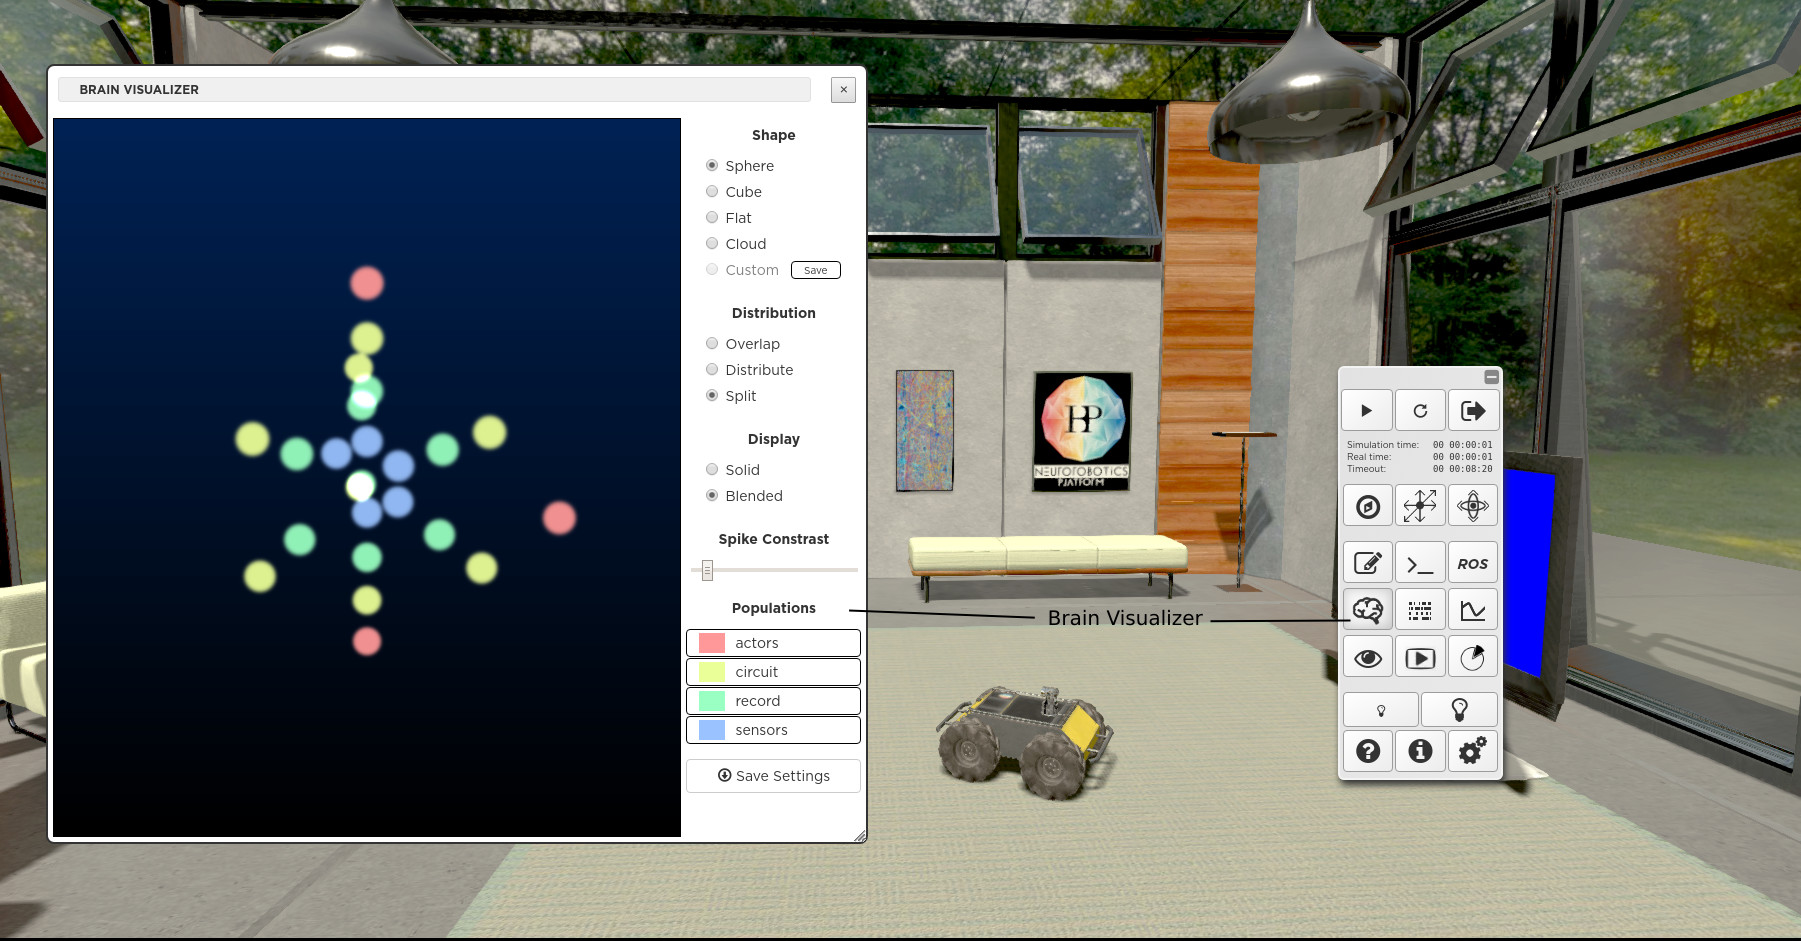 BRAIN VISUALIZER
×
Shape
Sphere
Cube
Flat
Cloud
Custom
Save
Distribution
Overlap
Distribute
Split
Display
Solid
Blended
Spike Constrast
Populations
actors
circuit
record
sensors
Save Settings
HP
NEUROROBOTICS
PLATFORM
Brain Visualizer
Simulation time: 00 00:00:01
Real time: 00 00:00:01
Timeout: 00 00:08:20
>_
ROS
?
i